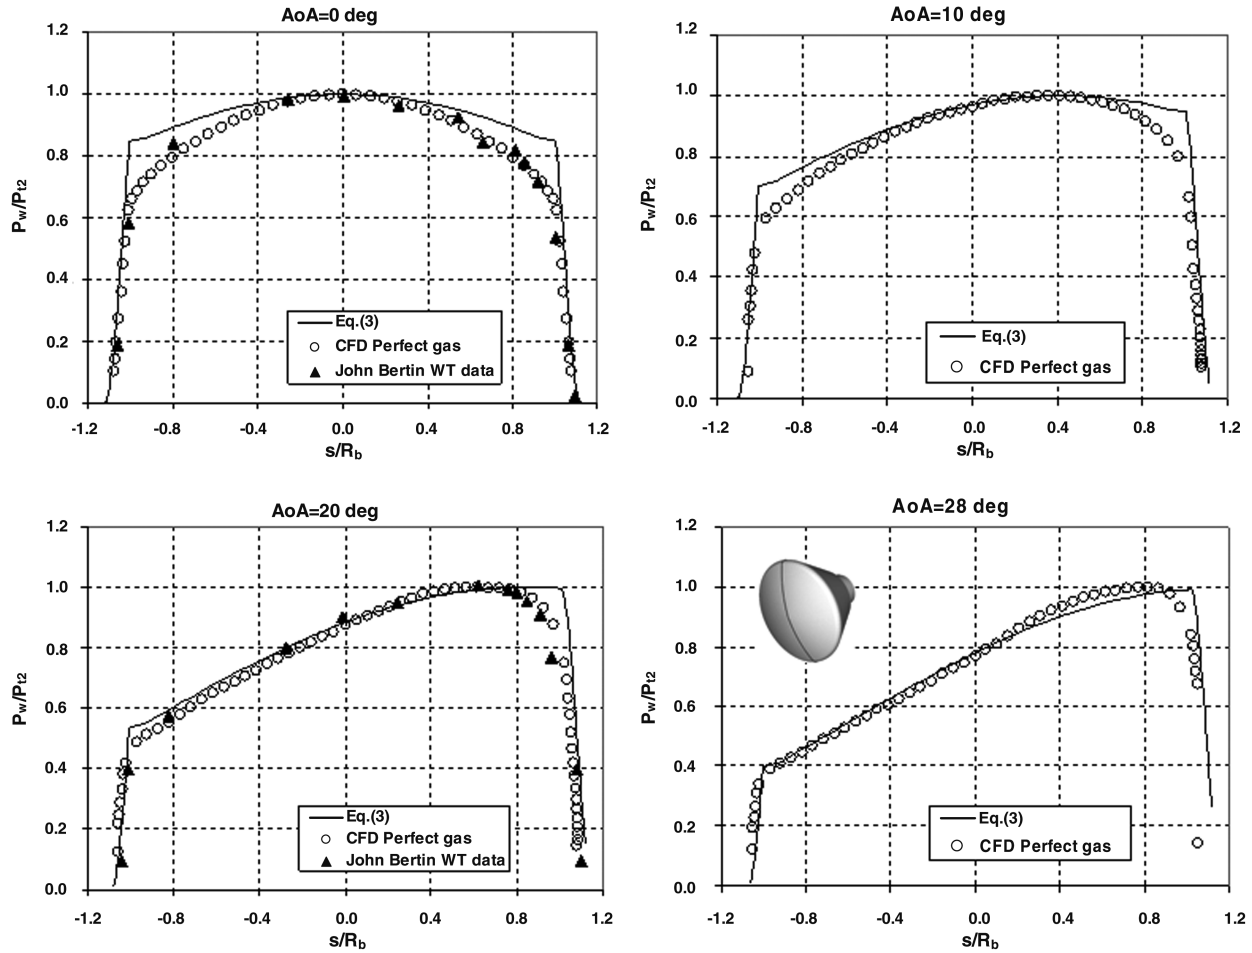 AoA=0 deg
1.2
1.0
0.8
0.6
0.4
0.2
0.0
Pw/Pt2
Eq.(3)
CFD Perfect gas
John Bertin WT data
-1.2 -0.8 -0.4 0.0 0.4 0.8 1.2
s/Rb
AoA=10 deg
1.2
1.0
0.8
0.6
0.4
0.2
0.0
Pw/Pt2
Eq.(3)
CFD Perfect gas
-1.2 -0.8 -0.4 0.0 0.4 0.8 1.2
s/Rb
AoA=20 deg
1.2
1.0
0.8
0.6
0.4
0.2
0.0
Pw/Pt2
Eq.(3)
CFD Perfect gas
John Bertin WT data
-1.2 -0.8 -0.4 0.0 0.4 0.8 1.2
s/Rb
AoA=28 deg
1.2
1.0
0.8
0.6
0.4
0.2
0.0
Pw/Pt2
Eq.(3)
CFD Perfect gas
-1.2 -0.8 -0.4 0.0 0.4 0.8 1.2
s/Rb